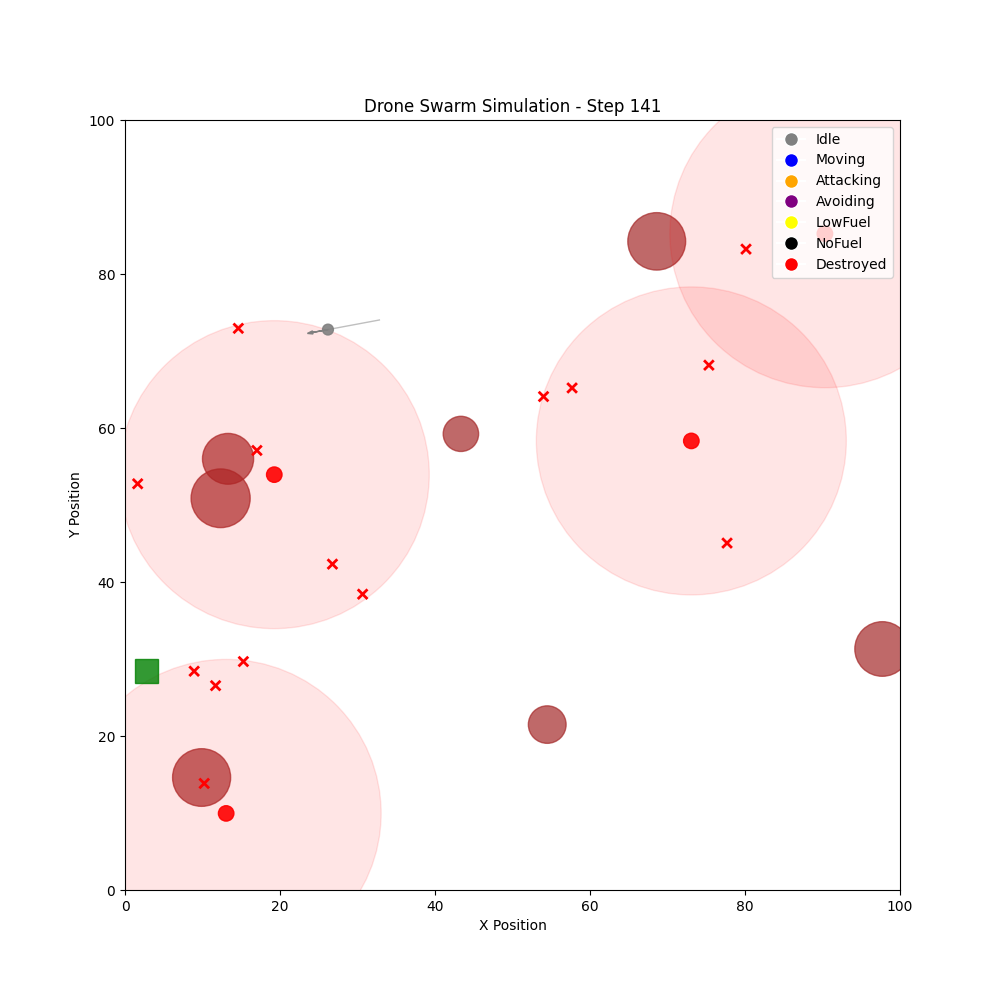 Drone Swarm Simulation - Step 141
100
80
60
40
20
0
Y Position
Idle
Moving
Attacking
Avoiding
LowFuel
NoFuel
Destroyed
0 20 40 60 80 100
X Position